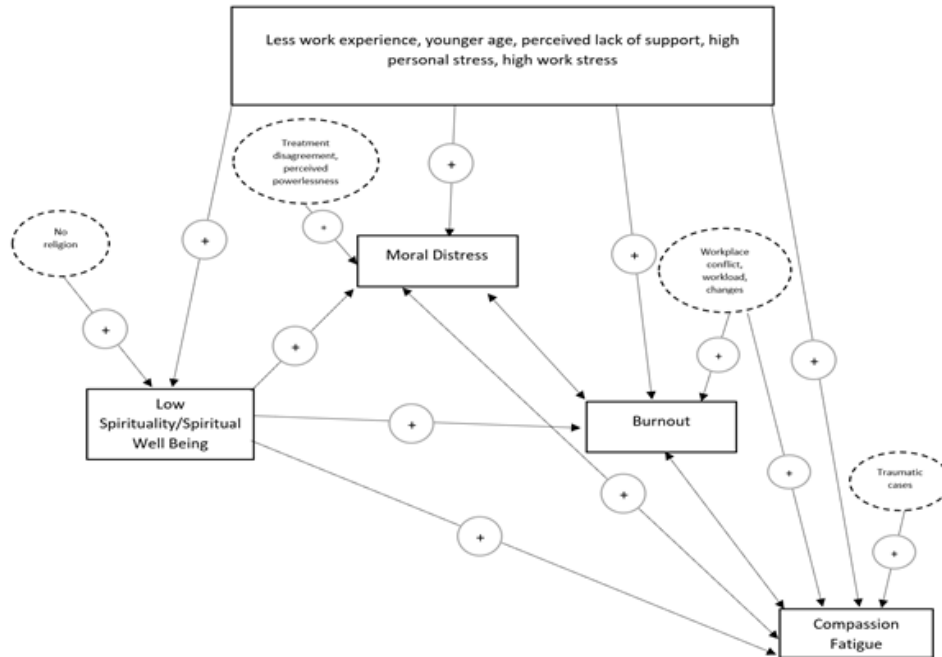 Less work experience, younger age, perceived lack of support, high
personal stress, high work stress
Treatment
disagreement,
perceived
powerlessness
+
+
No
religion
+
+
Moral Distress
Workplace
conflict,
workload,
changes
+
+
+
+
Low
Spirituality/Spiritual
Well Being
+
Burnout
+
+
+
Traumatic
cases
+
+
Compassion
Fatigue